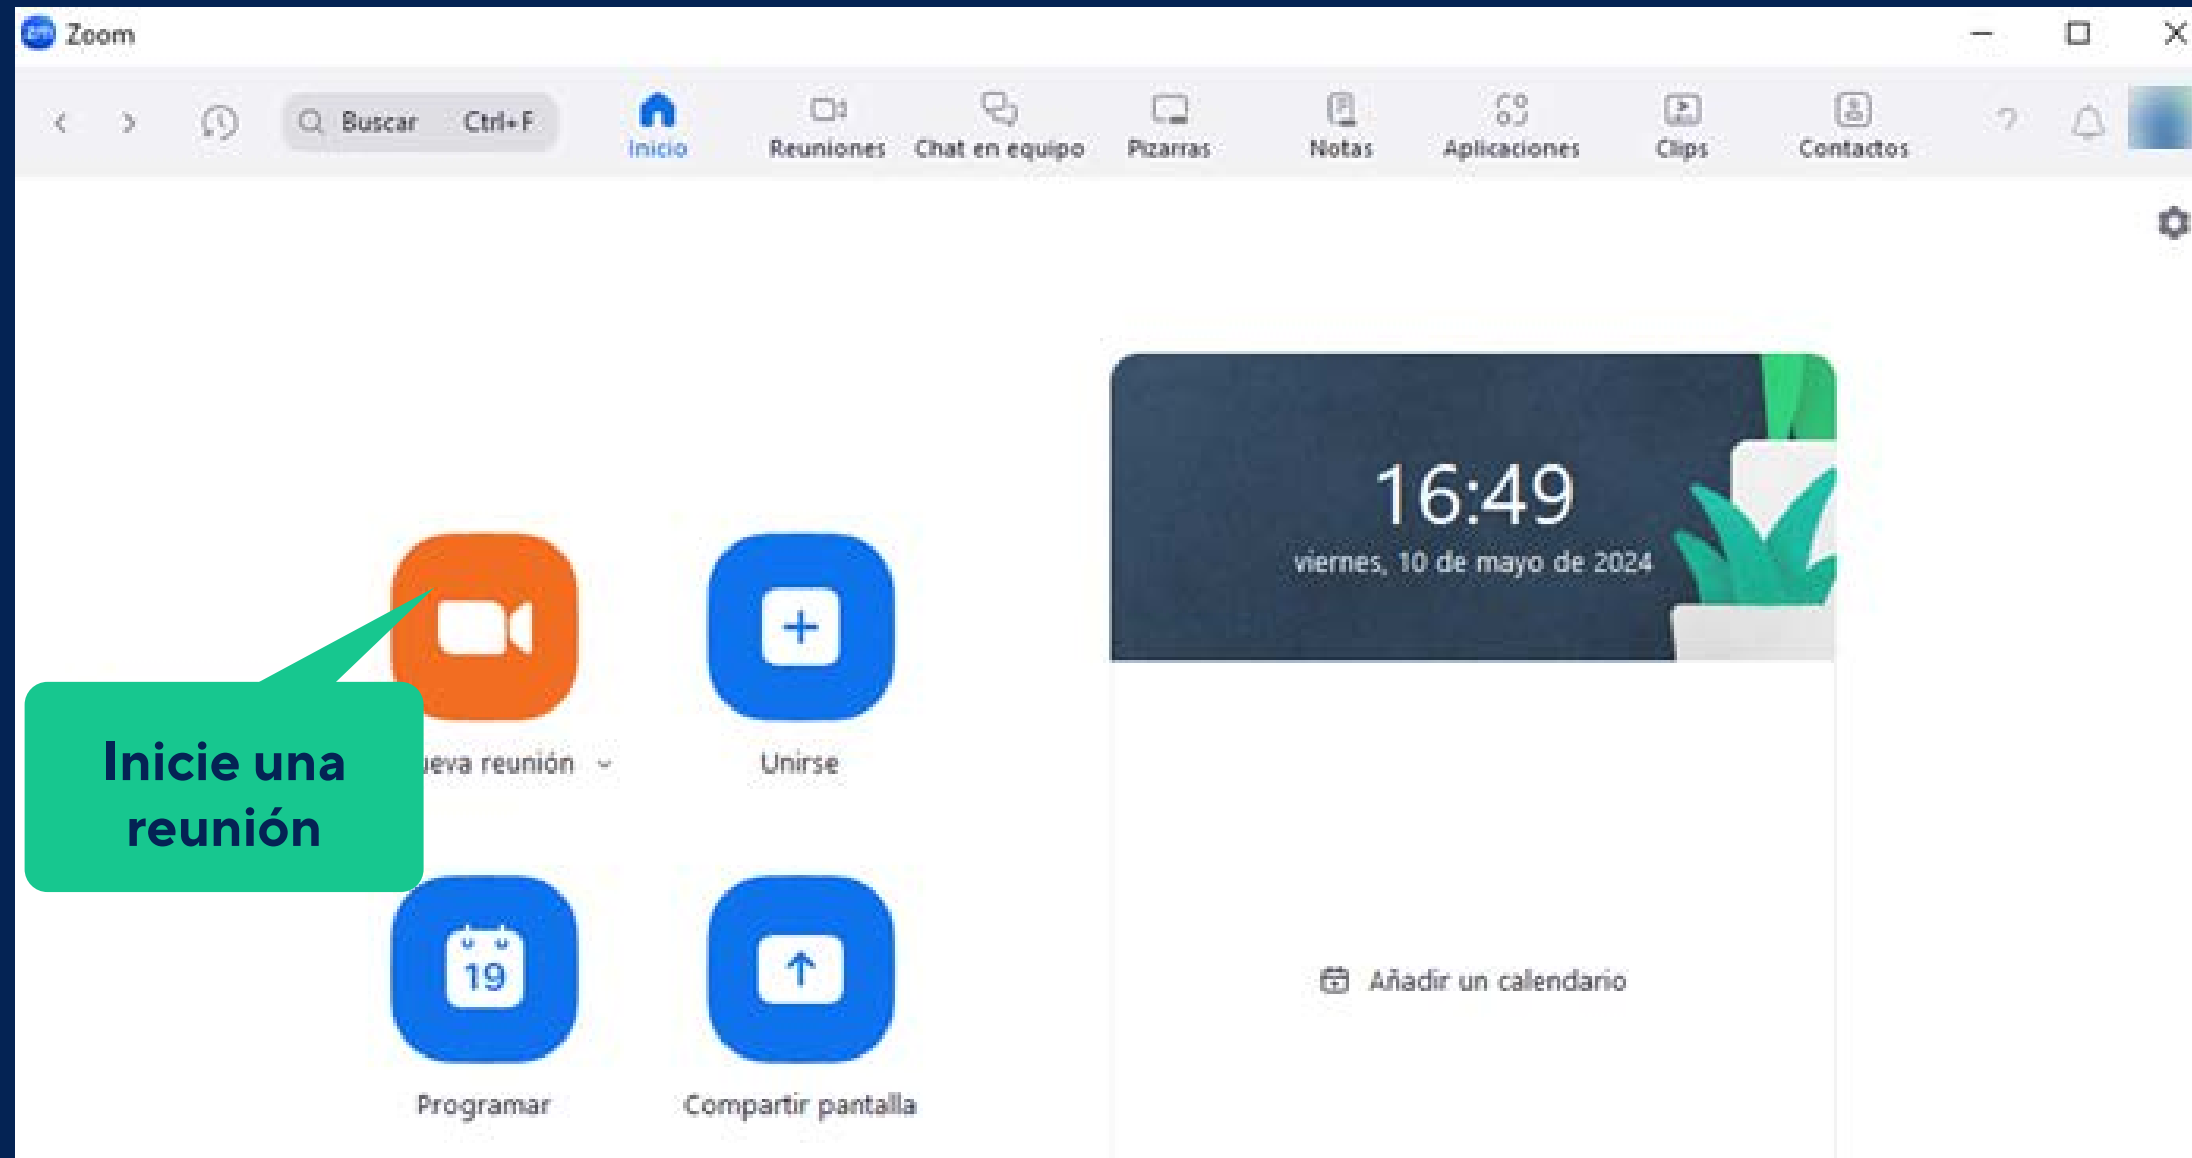 Zoom
Buscar Ctrl+F
Inicio
Reuniones
Chat en equipo
Pizarras
Notas
Aplicaciones
Clips
Contactos
16:49
viernes, 10 de mayo de 2024
Inicie una
reunión
ueva reunión
Unirse
19
Programar
Compartir pantalla
Añadir un calendario